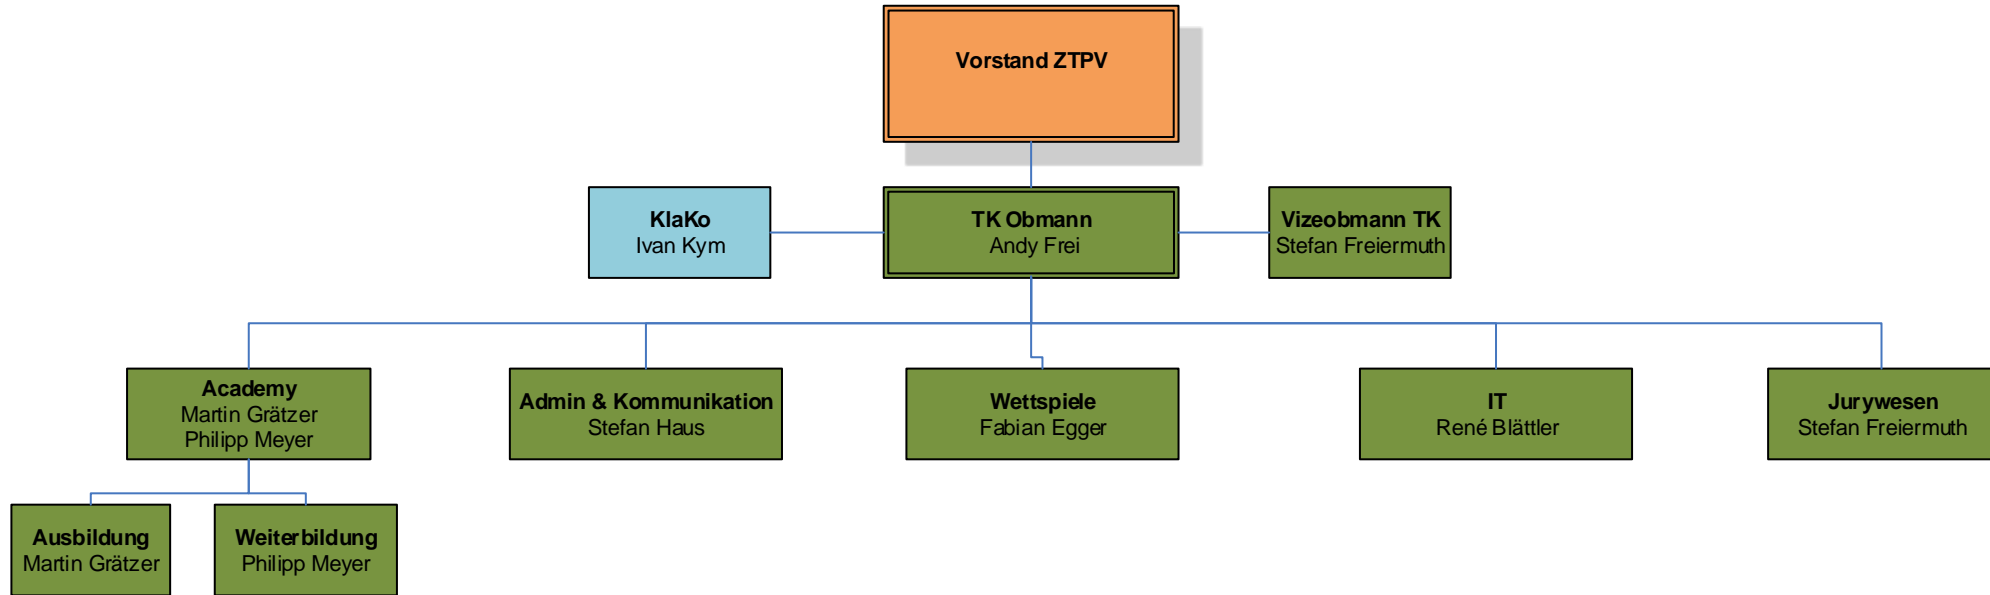 Vorstand ZTPV
KlaKo
Ivan Kym
TK Obmann
Andy Frei
Vizeobmann TK
Stefan Freiermuth
Academy
Martin Grätzer
Philipp Meyer
Admin & Kommunikation
Stefan Haus
Wettspiele
Fabian Egger
IT
René Blättler
Jurywesen
Stefan Freiermuth
Ausbildung
Martin Grätzer
Weiterbildung
Philipp Meyer